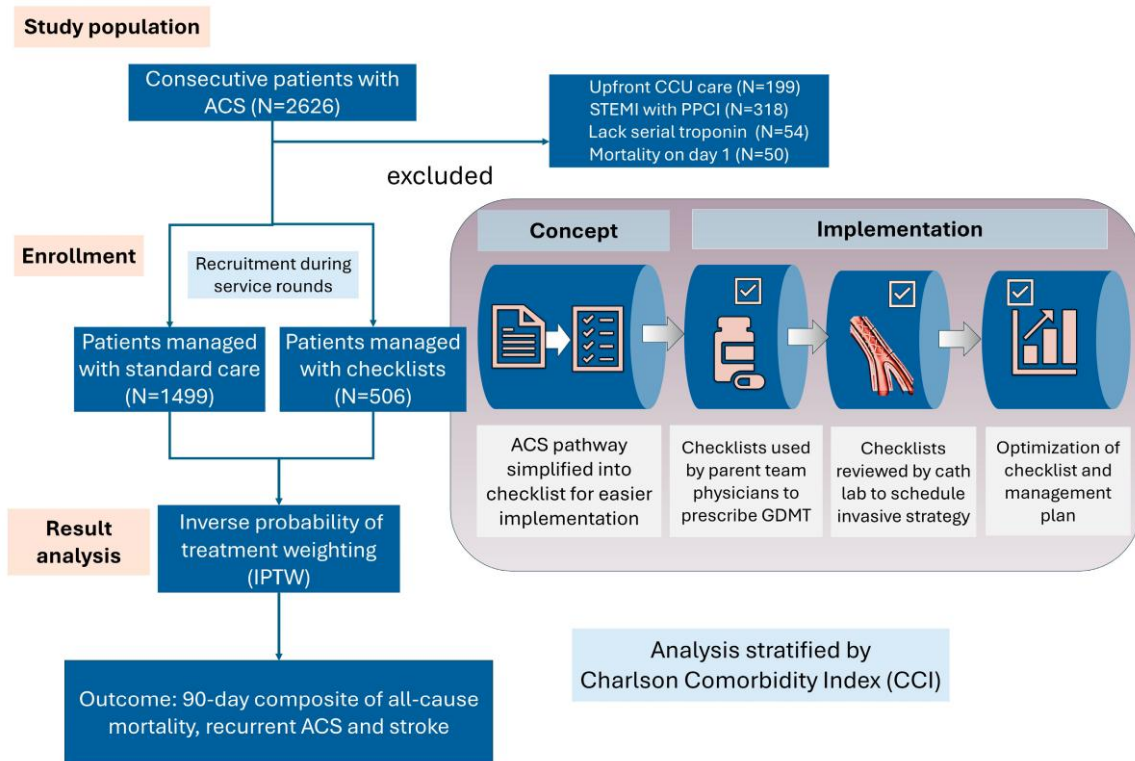 Study population
Consecutive patients with
ACS (N=2626)
Upfront CCU care (N=199)
STEMI with PPCI (N=318)
Lack serial troponin (N=54)
Mortality on day 1 (N=50)
excluded
Enrollment
Recruitment during
service rounds
Patients managed
with standard care
(N=1499)
Patients managed
with checklists
(N=506)
Concept
Implementation
ACS pathway
simplified into
checklist for easier
implementation
Checklists used
by parent team
physicians to
prescribe GDMT
Checklists
reviewed by cath
lab to schedule
invasive strategy
Optimization of
checklist and
management
plan
Result
analysis
Inverse probability of
treatment weighting
(IPTW)
Outcome: 90-day composite of all-cause
mortality, recurrent ACS and stroke
Analysis stratified by
Charlson Comorbidity Index (CCI)